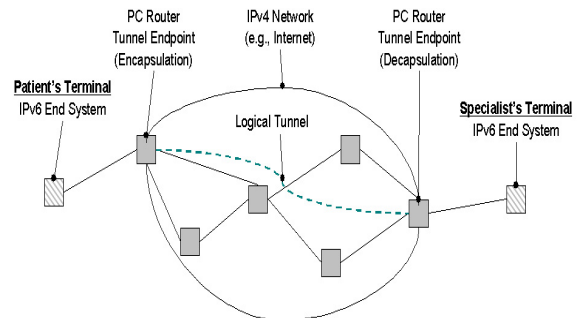 PC Router
Tunnel Endpoint
(Encapsulation)
IPv4 Network
(e.g., Internet)
PC Router
Tunnel Endpoint
(Decapsulation)
Patient's Terminal
IPv6 End System
Logical Tunnel
Specialist's Terminal
IPv6 End System